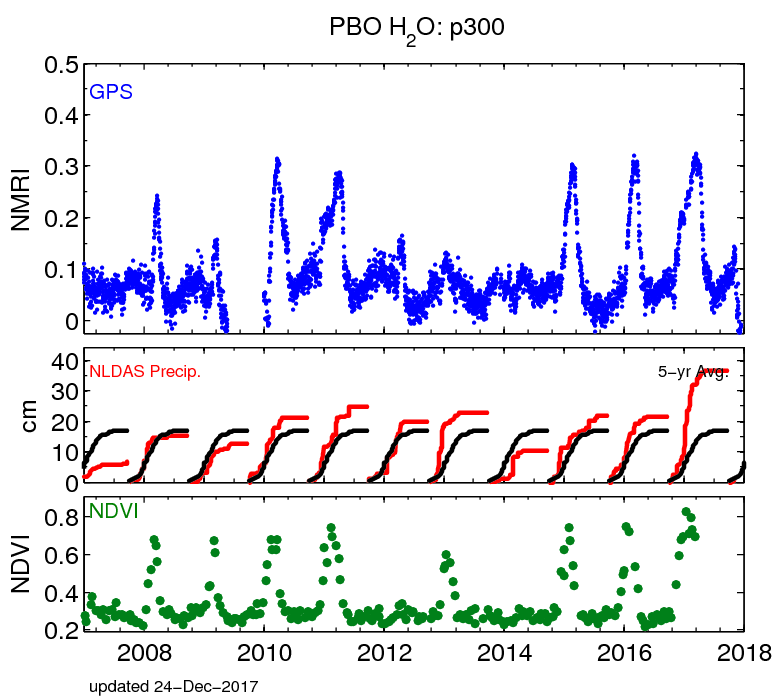 PBO H2O: p300
GPS
NMRI
0.5
0.4
0.3
0.2
0.1
0
NLDAS Precip.
5-yr Avg.
cm
40
30
20
10
0
NDVI
NDVI
0.8
0.6
0.4
0.2
2008 2010 2012 2014 2016 2018
updated 24-Dec-2017